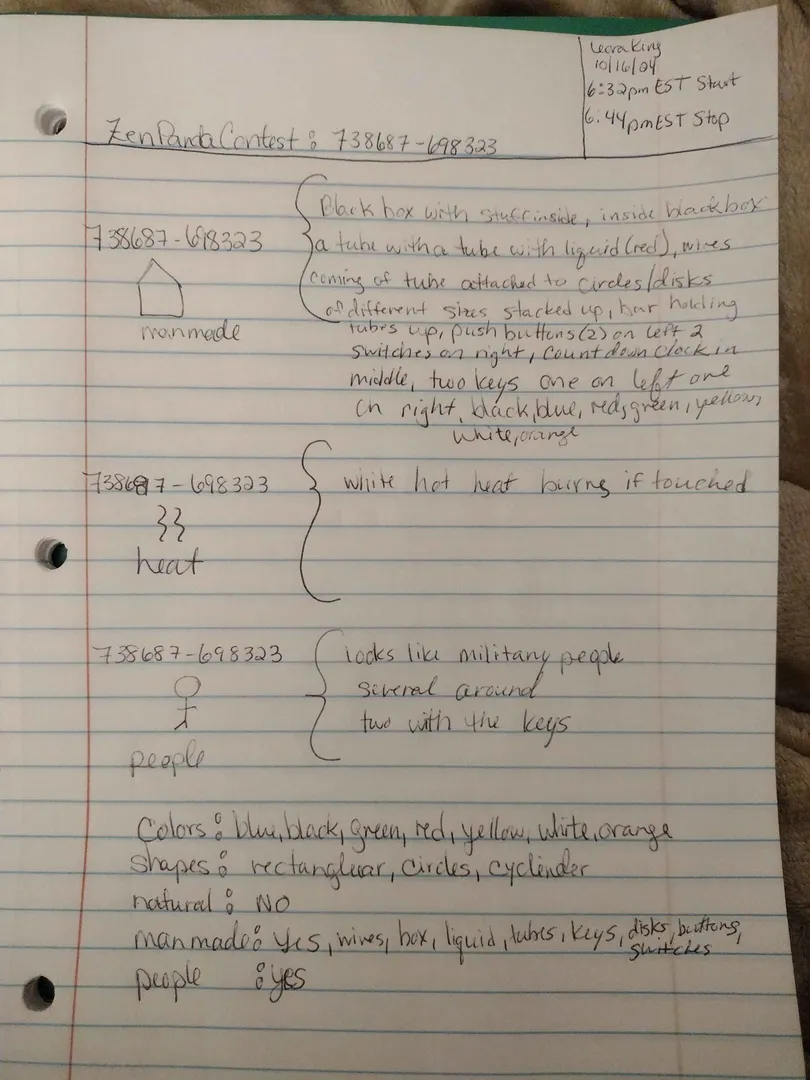 Leora King
10/16/04
6:32pm EST Start
6:44pm EST Stop
Zen Panda Contest: 738687-698323
738687-698323
manmade
Black box with stuff inside, inside black box
a tube with a tube with liquid (red), wires
coming of tube attached to circles/disks
of different sizes stacked up, bar holding
tubes up, push buttons (2) on left 2
switches on right, count down clock in
middle, two keys one on left one
on right, black, blue, red, green, yellow,
white, orange
738687-698323
heat
white hot heat burns if touched
738687-698323
people
looks like military people
several around
two with the keys
Colors: blue, black, green, red, yellow, white, orange
shapes: rectangluar, circles, cyclinder
natural: NO
manmade: Yes, wires, box, liquid, tubes, keys, disks, buttons,
switches
people : yes